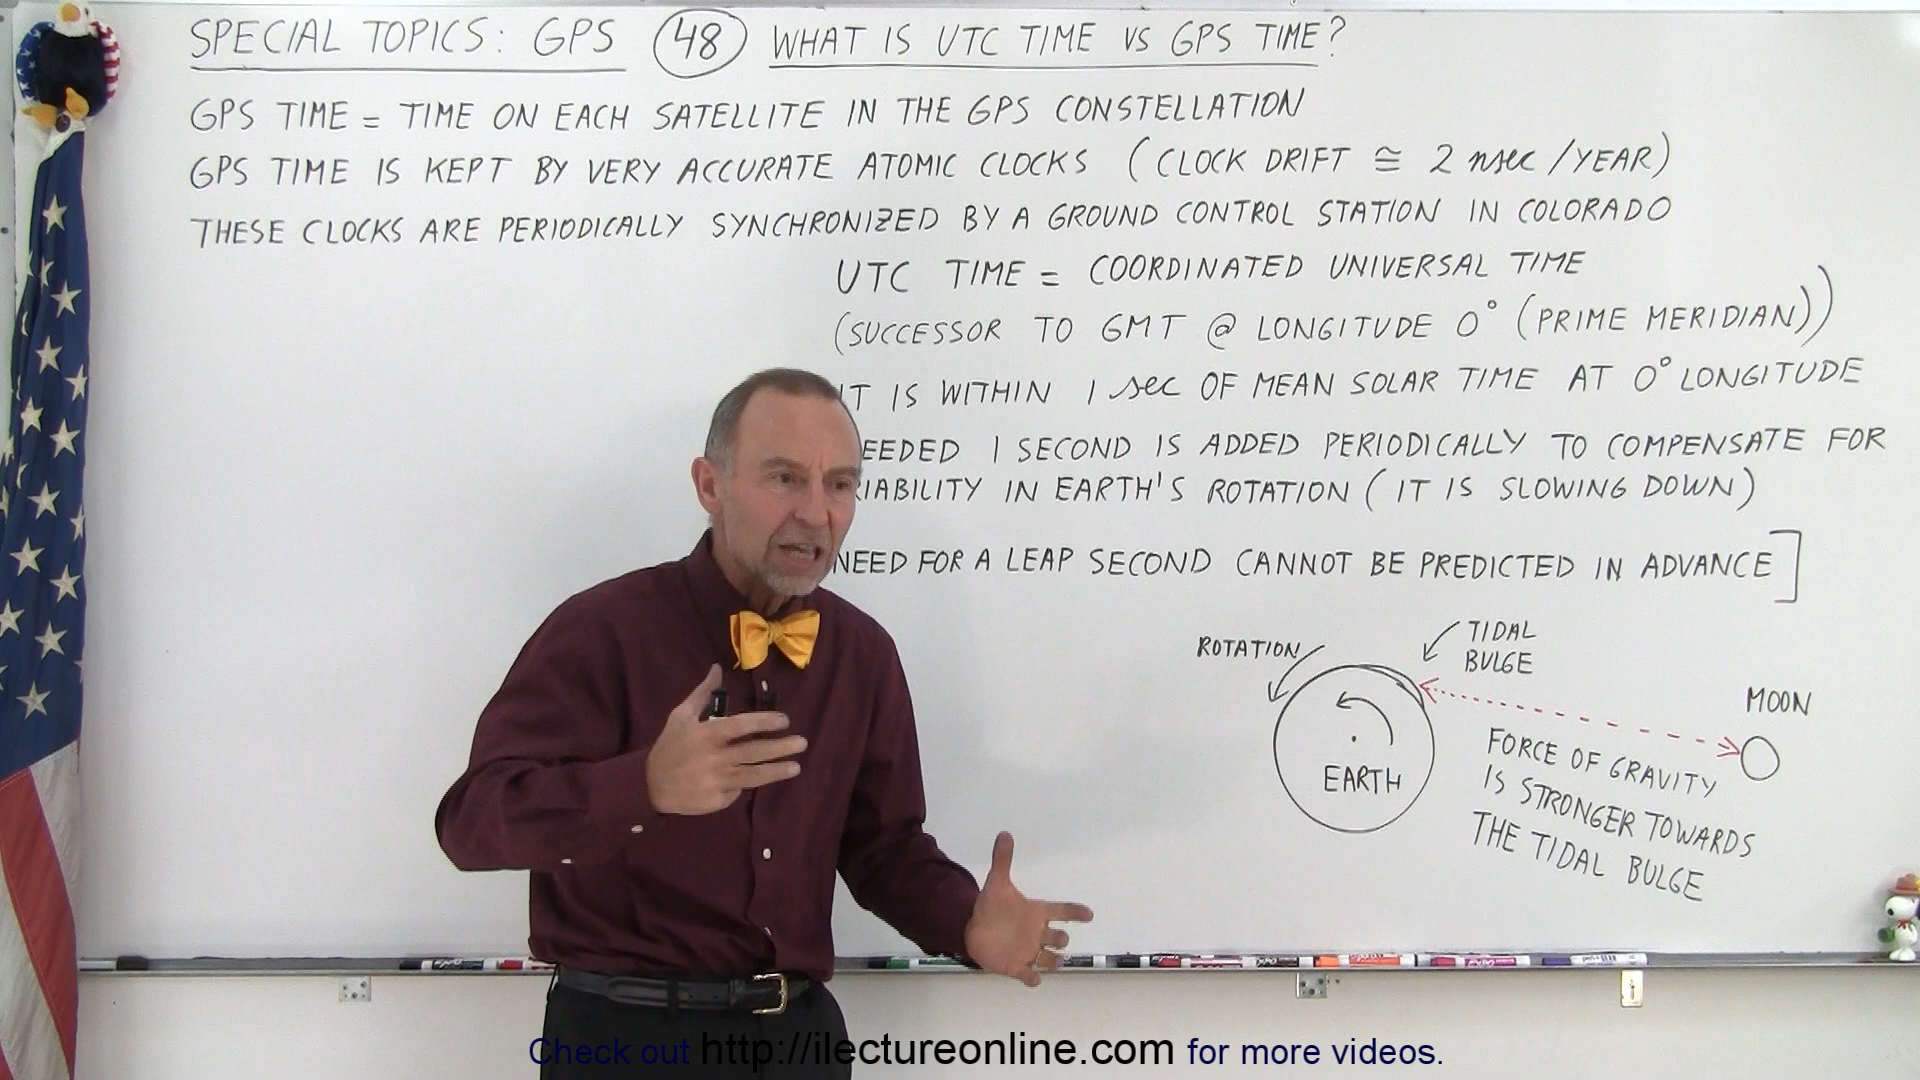 SPECIAL TOPICS: GPS 48 WHAT IS UTC TIME VS GPS TIME?
GPS TIME = TIME ON EACH SATELLITE IN THE GPS CONSTELLATION
GPS TIME IS KEPT BY VERY ACCURATE ATOMIC CLOCKS (CLOCK DRIFT ≅ 2 nsec/YEAR)
THESE CLOCKS ARE PERIODICALLY SYNCHRONIZED BY A GROUND CONTROL STATION IN COLORADO
UTC TIME = COORDINATED UNIVERSAL TIME
(SUCCESSOR TO GMT @ LONGITUDE 0° (PRIME MERIDIAN))
IT IS WITHIN 1 sec OF MEAN SOLAR TIME AT 0° LONGITUDE
EEDED 1 SECOND IS ADDED PERIODICALLY TO COMPENSATE FOR
RIABILITY IN EARTH'S ROTATION (IT IS SLOWING DOWN)
NEED FOR A LEAP SECOND CANNOT BE PREDICTED IN ADVANCE]
ROTATION
TIDAL
BULGE
MOON
EARTH
FORCE OF GRAVITY
IS STRONGER TOWARDS
THE TIDAL BULGE
Check out http://ilectureonline.com for more videos.